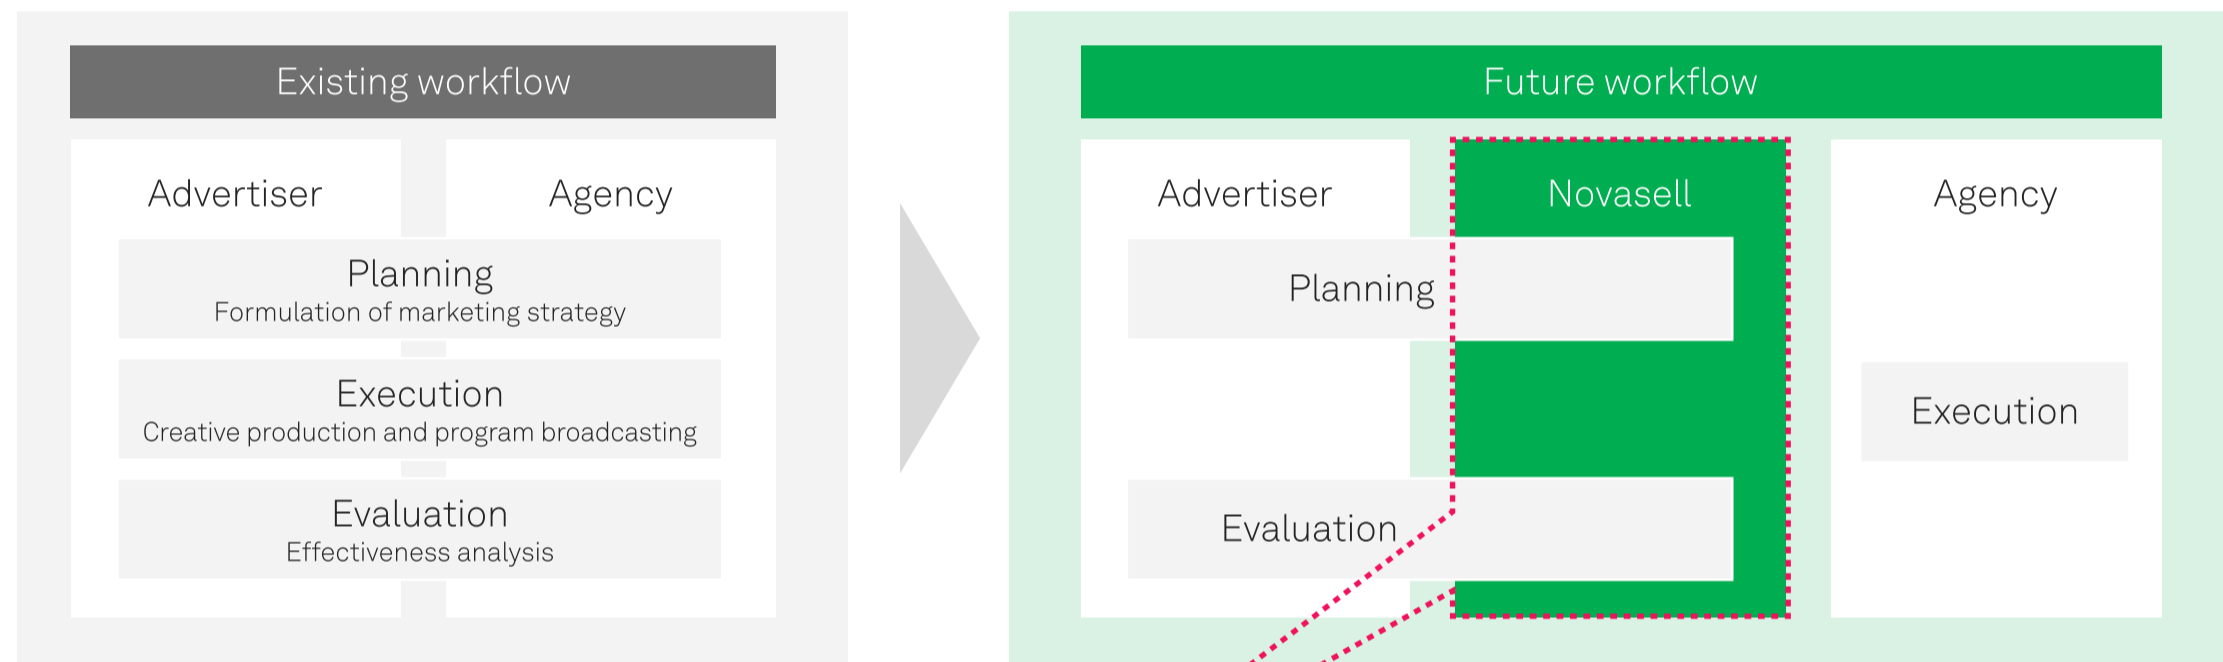 Existing workflow
Advertiser
Agency
Planning
Formulation of marketing strategy
Execution
Creative production and program broadcasting
Evaluation
Effectiveness analysis
Future workflow
Advertiser
Novasell
Agency
Planning
Execution
Evaluation